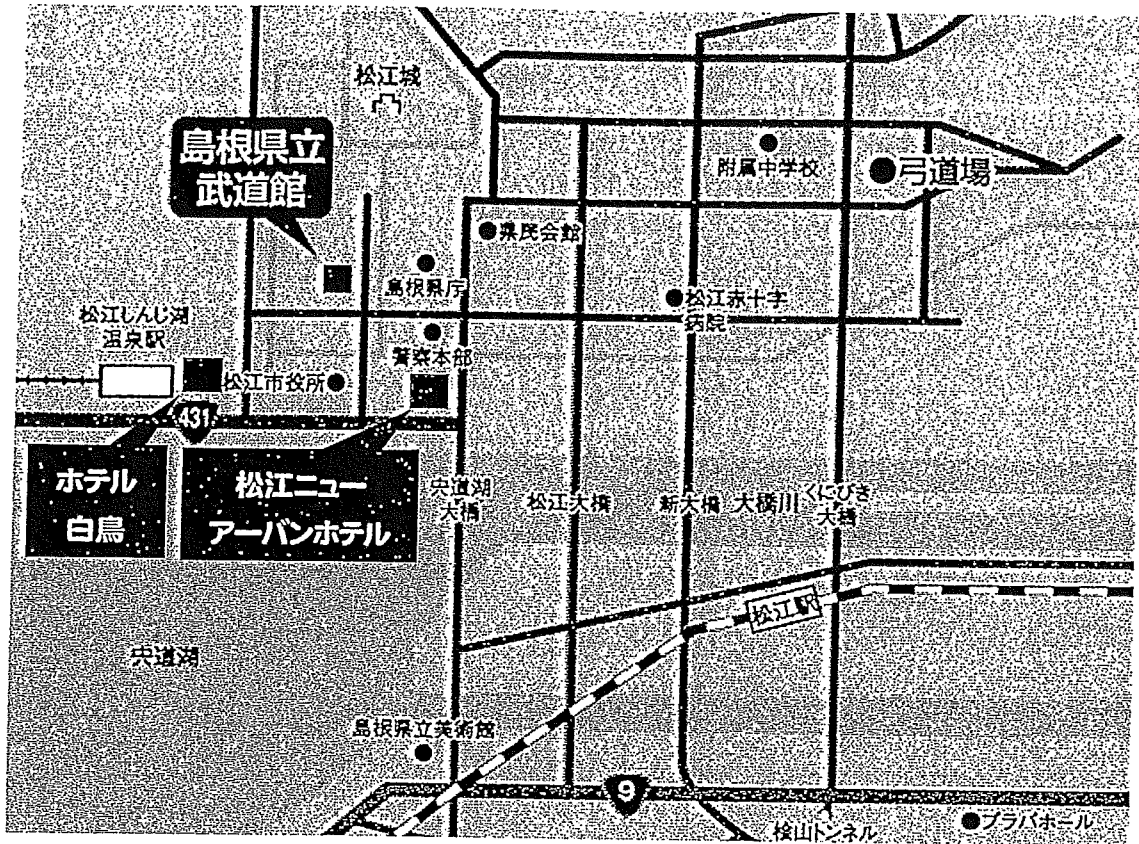 松江城
島根県立
武道館
附属中学校
弓道場
県民会館
島根県庁
松江赤十字
病院
松江しんじ湖
温泉駅
警察本部
松江市役所
431
ホテル
白鳥
松江ニュー
アーバンホテル
宍道湖
大橋
松江大橋
新大橋
大橋川
くにびき
大橋
松江駅
宍道湖
島根県立美術館
9
桧山トンネル
プラバホール